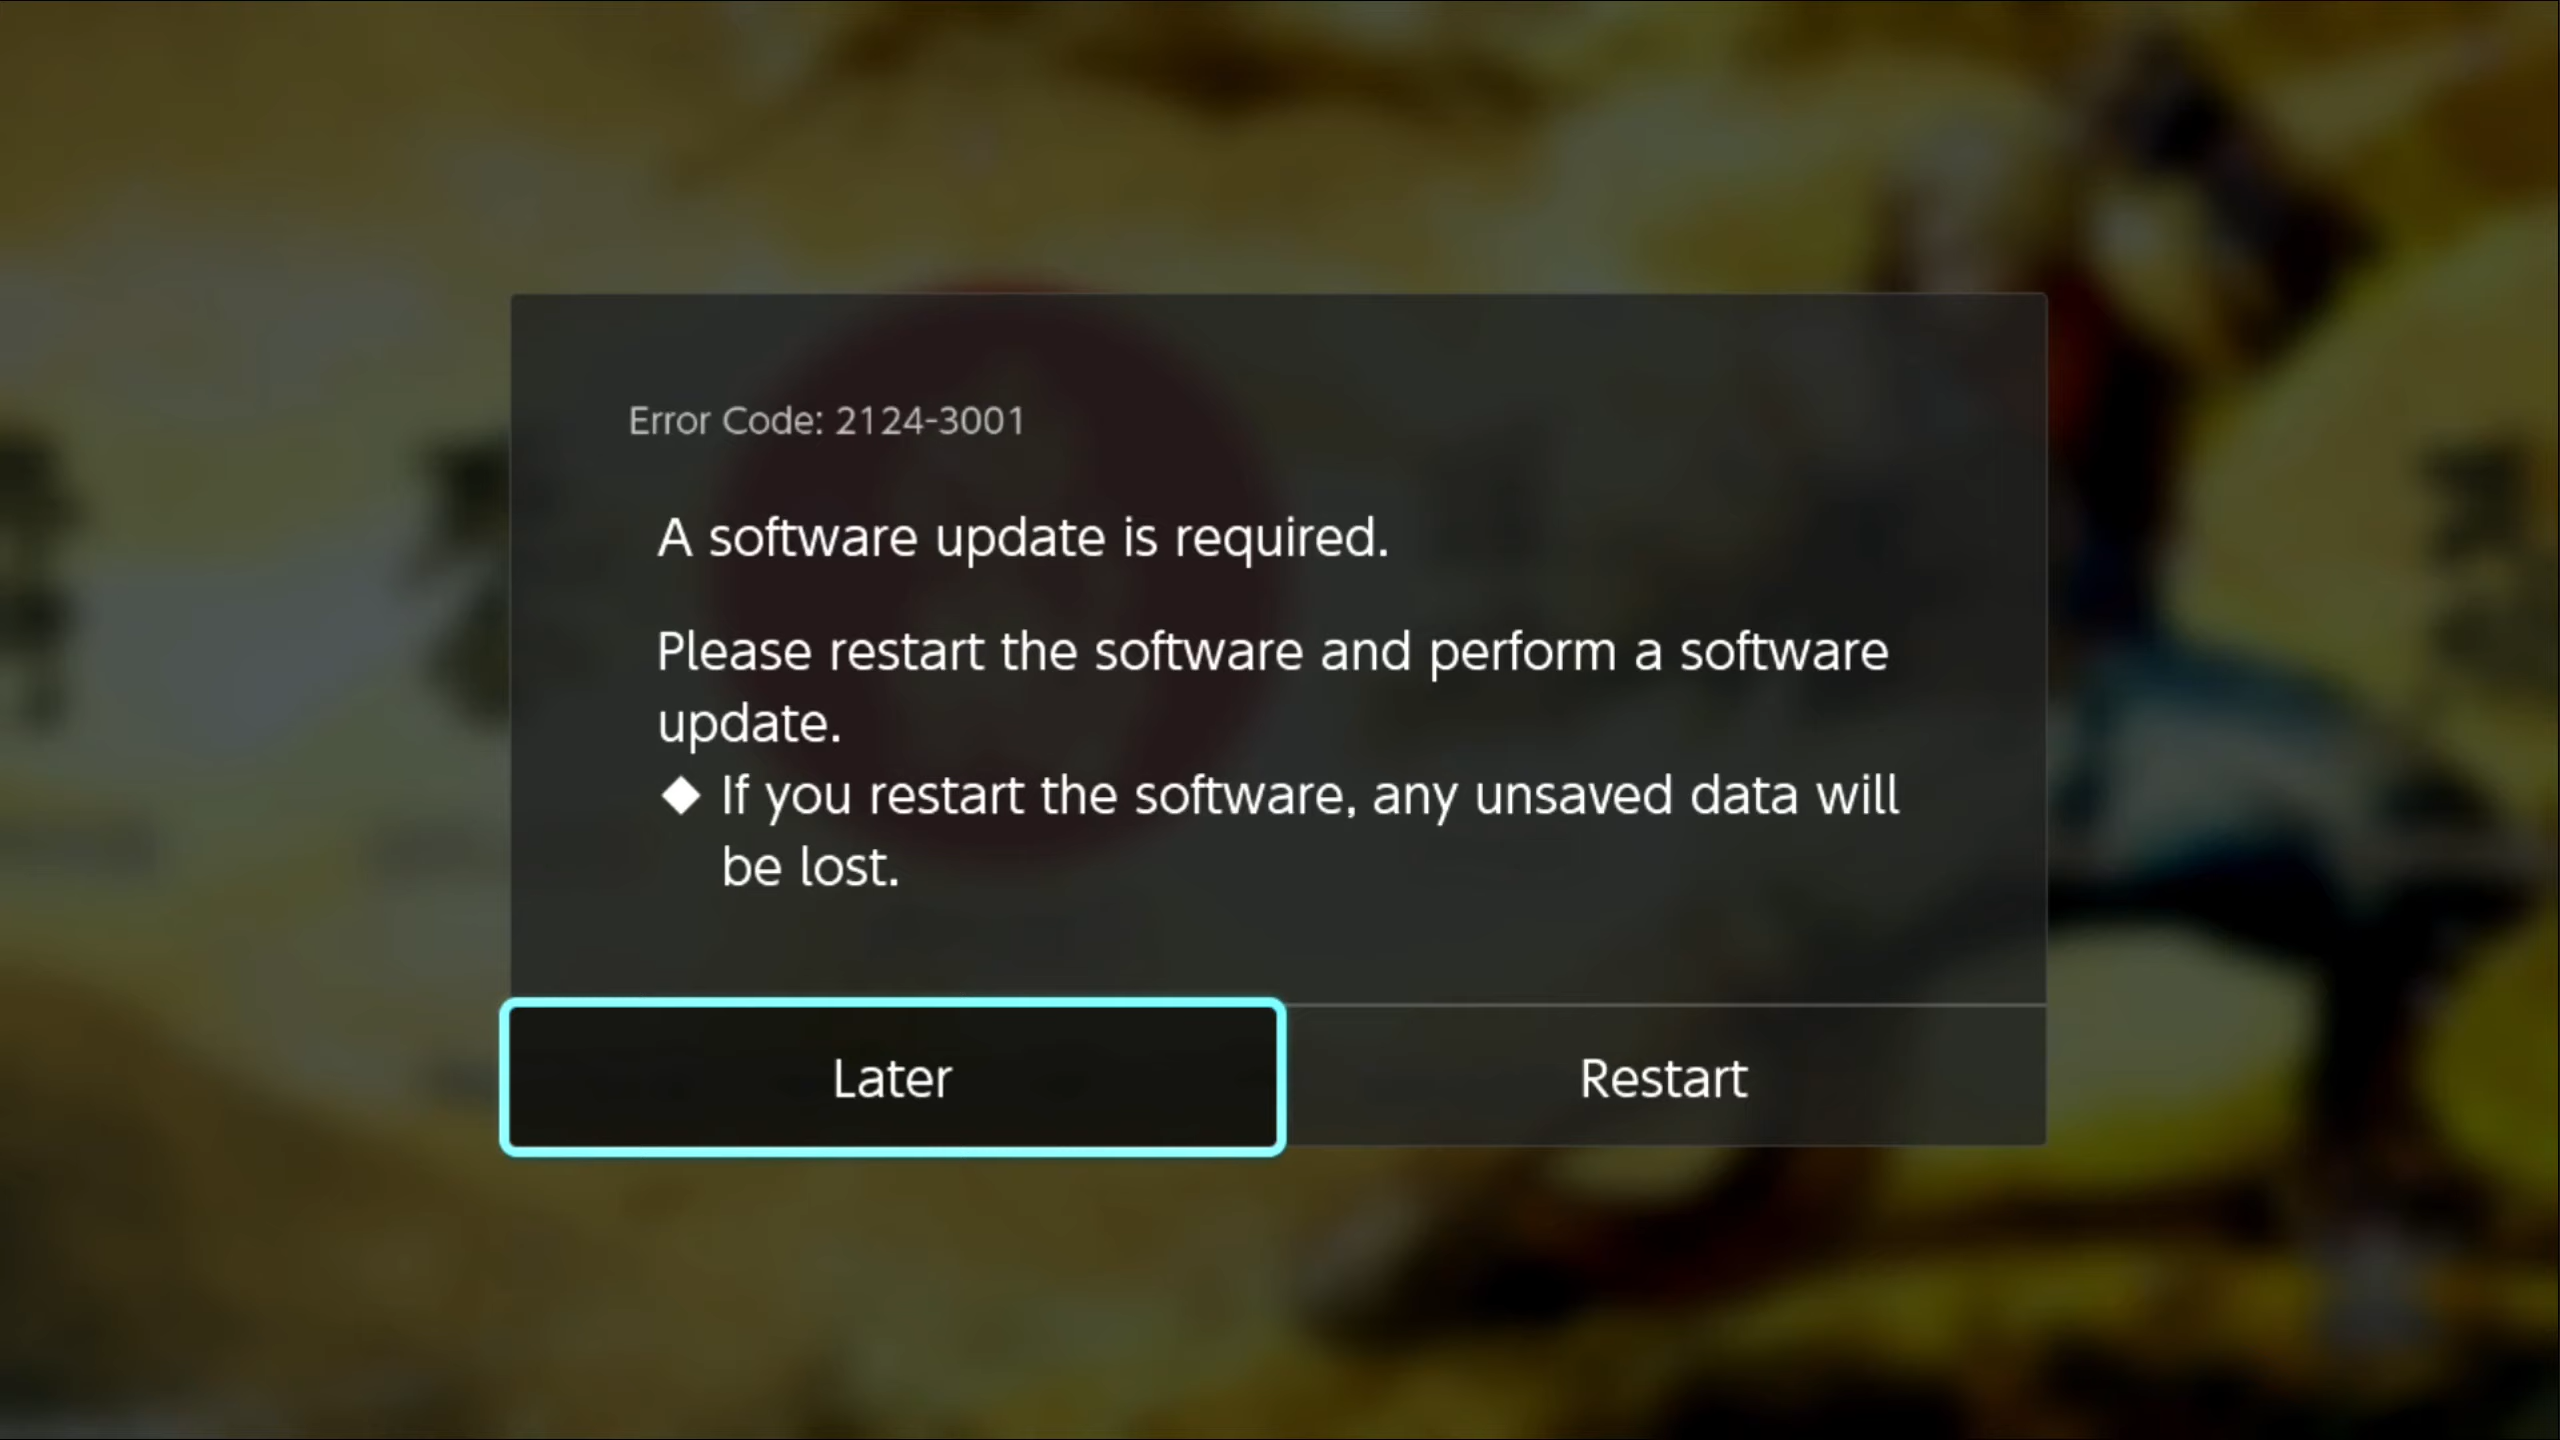 Error Code: 2124-3001
A software update is required.
Please restart the software and perform a software
update.
◆ If you restart the software, any unsaved data will
be lost.
Later
Restart